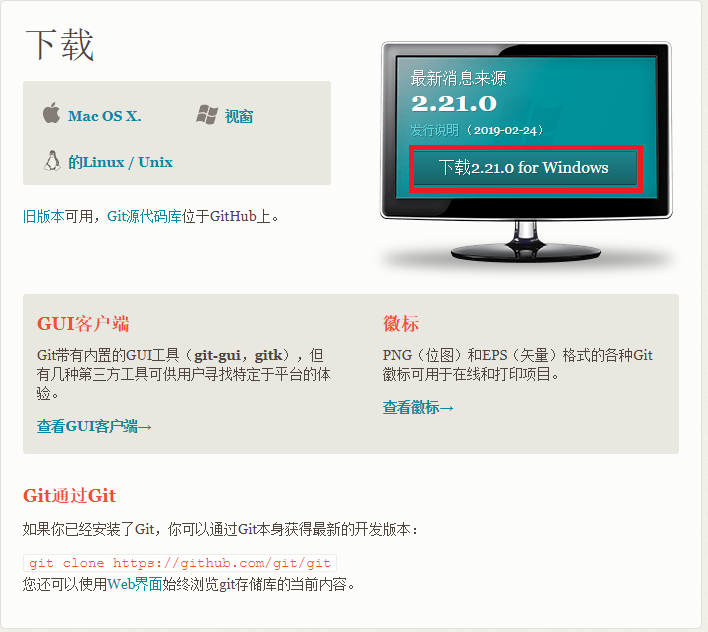 下载
Mac OS X.
视窗
的Linux / Unix
旧版本可用，Git源代码库位于GitHub上。
最新消息来源
2.21.0
发行说明（2019-02-24）
下载2.21.0 for Windows
GUI客户端
Git带有内置的GUI工具（git-gui，gitk），但
有几种第三方工具可供用户寻找特定于平台的体
验。
查看GUI客户端→
徽标
PNG（位图）和EPS（矢量）格式的各种Git
徽标可用于在线和打印项目。
查看徽标→
Git通过Git
如果你已经安装了Git，你可以通过Git本身获得最新的开发版本：
git clone https://github.com/git/git
您还可以使用Web界面始终浏览git存储库的当前内容。